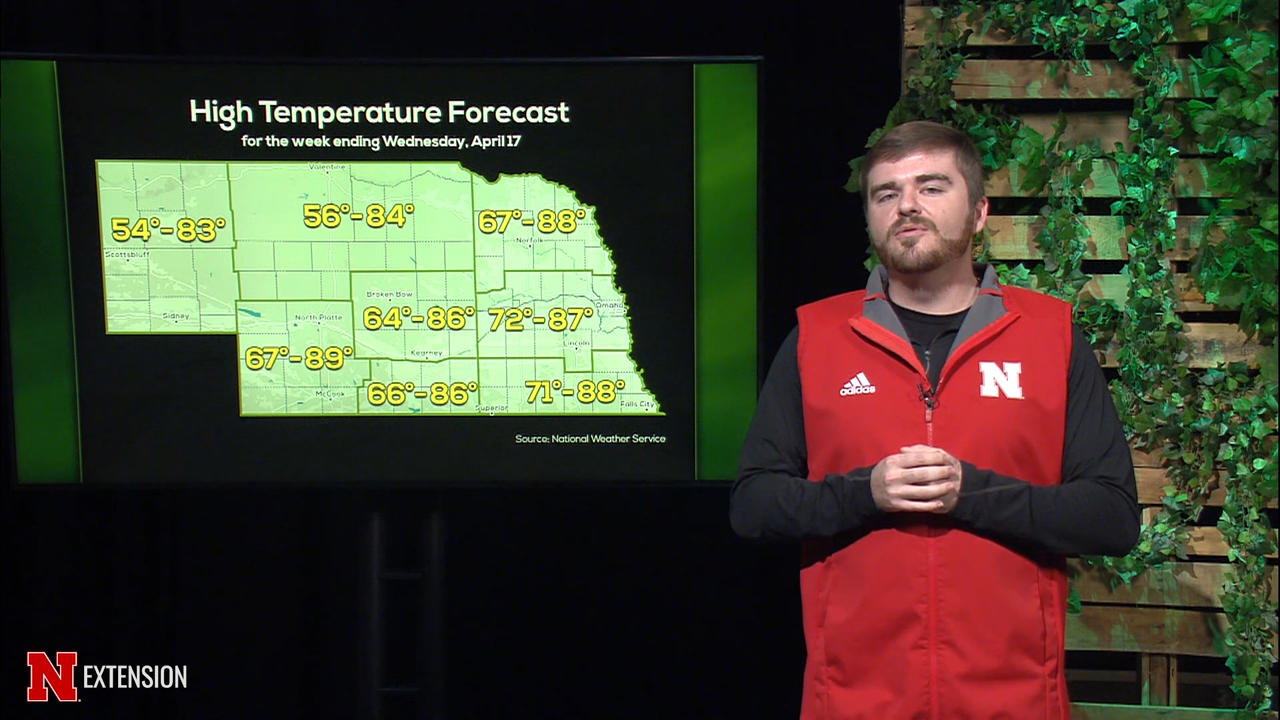 High Temperature Forecast
for the week ending Wednesday, April 17
Valentine
54°-83°
56°-84°
67°-88°
Norfolk
Scottsbluff
Broken Bow
Omaha
Sidney
North Platte
64°-86°
72°-87°
Lincoln
67°-89°
Kearney
McCook
66°-86°
71°-88°
Superior
Falls City
Source: National Weather Service
adidas
N
N EXTENSION